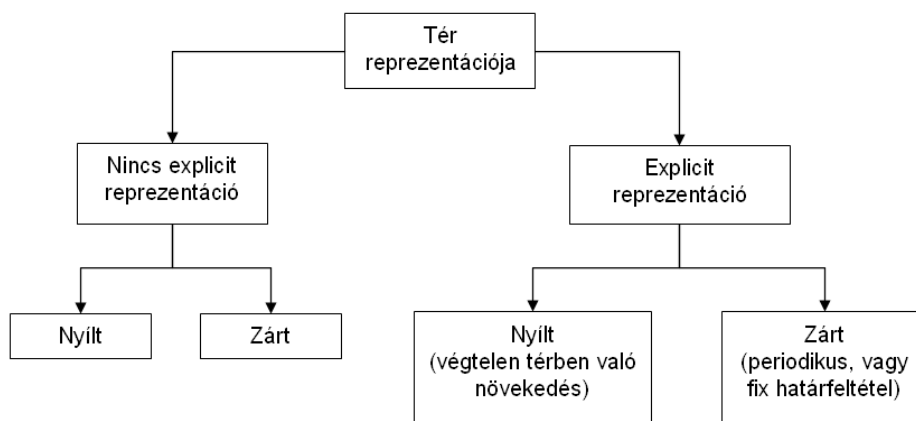 Tér
reprezentációja
Nincs explicit
reprezentáció
Explicit
reprezentáció
Nyílt
Zárt
Nyílt
(végtelen térben való
növekedés)
Zárt
(periodikus, vagy
fix határfeltétel)